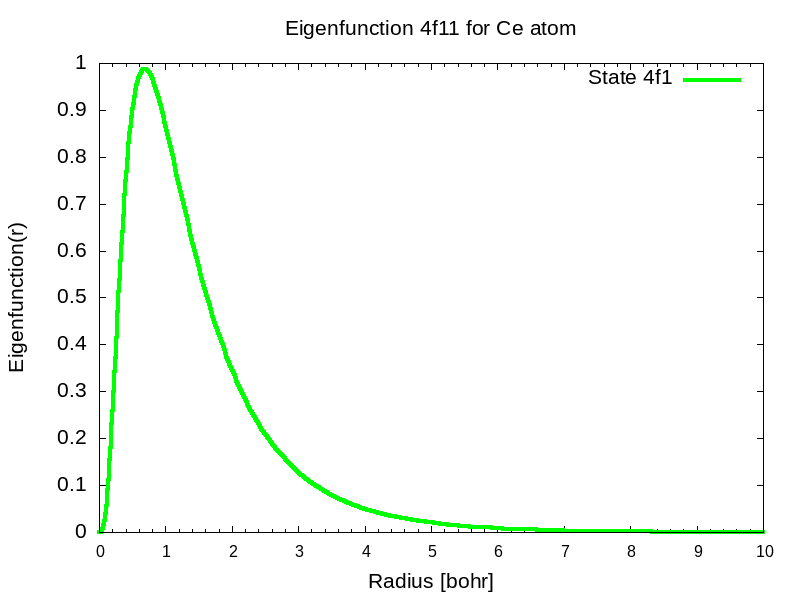 Eigenfunction 4f11 for Ce atom
State 4f1
1
0.9
0.8
0.7
0.6
0.5
0.4
0.3
0.2
0.1
0
Eigenfunction(r)
0 1 2 3 4 5 6 7 8 9 10
Radius [bohr]